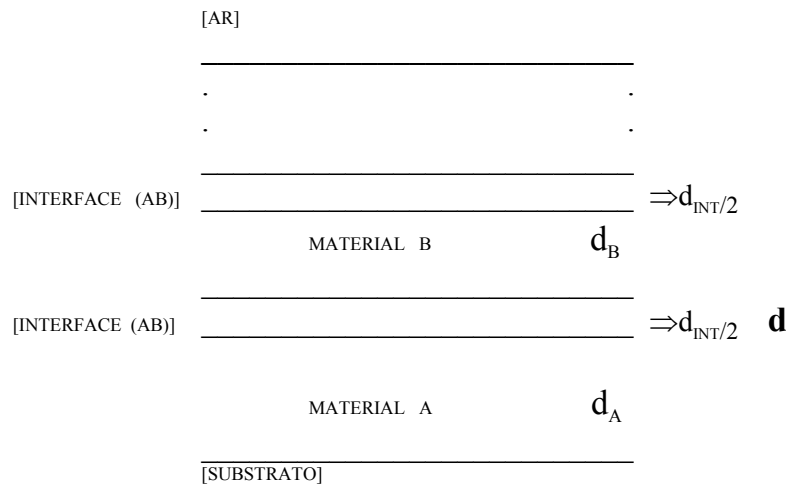 [AR]
.
.
.
.
[INTERFACE (AB)] ⇒d_INT/2
MATERIAL B d_B
[INTERFACE (AB)] ⇒d_INT/2 d
MATERIAL A d_A
[SUBSTRATO]